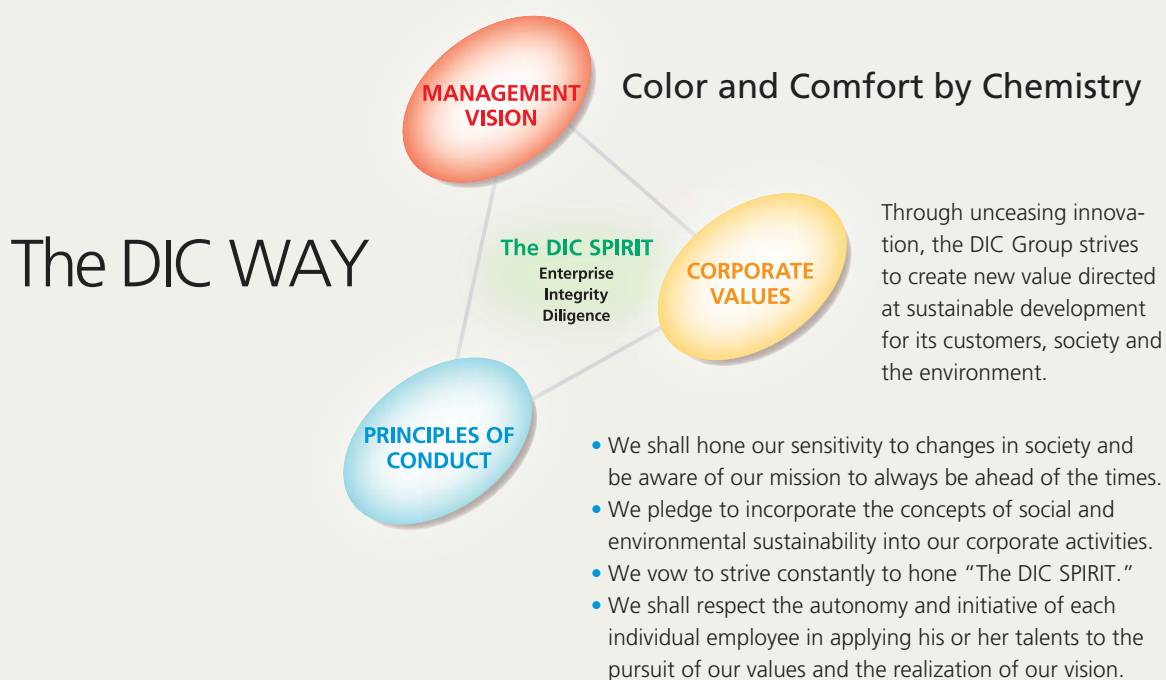 The DIC WAY
MANAGEMENT
VISION
Color and Comfort by Chemistry
The DIC SPIRIT
Enterprise
Integrity
Diligence
CORPORATE
VALUES
Through unceasing innova-
tion, the DIC Group strives
to create new value directed
at sustainable development
for its customers, society and
the environment.
PRINCIPLES OF
CONDUCT
• We shall hone our sensitivity to changes in society and
be aware of our mission to always be ahead of the times.
• We pledge to incorporate the concepts of social and
environmental sustainability into our corporate activities.
• We vow to strive constantly to hone “The DIC SPIRIT.”
• We shall respect the autonomy and initiative of each
individual employee in applying his or her talents to the
pursuit of our values and the realization of our vision.